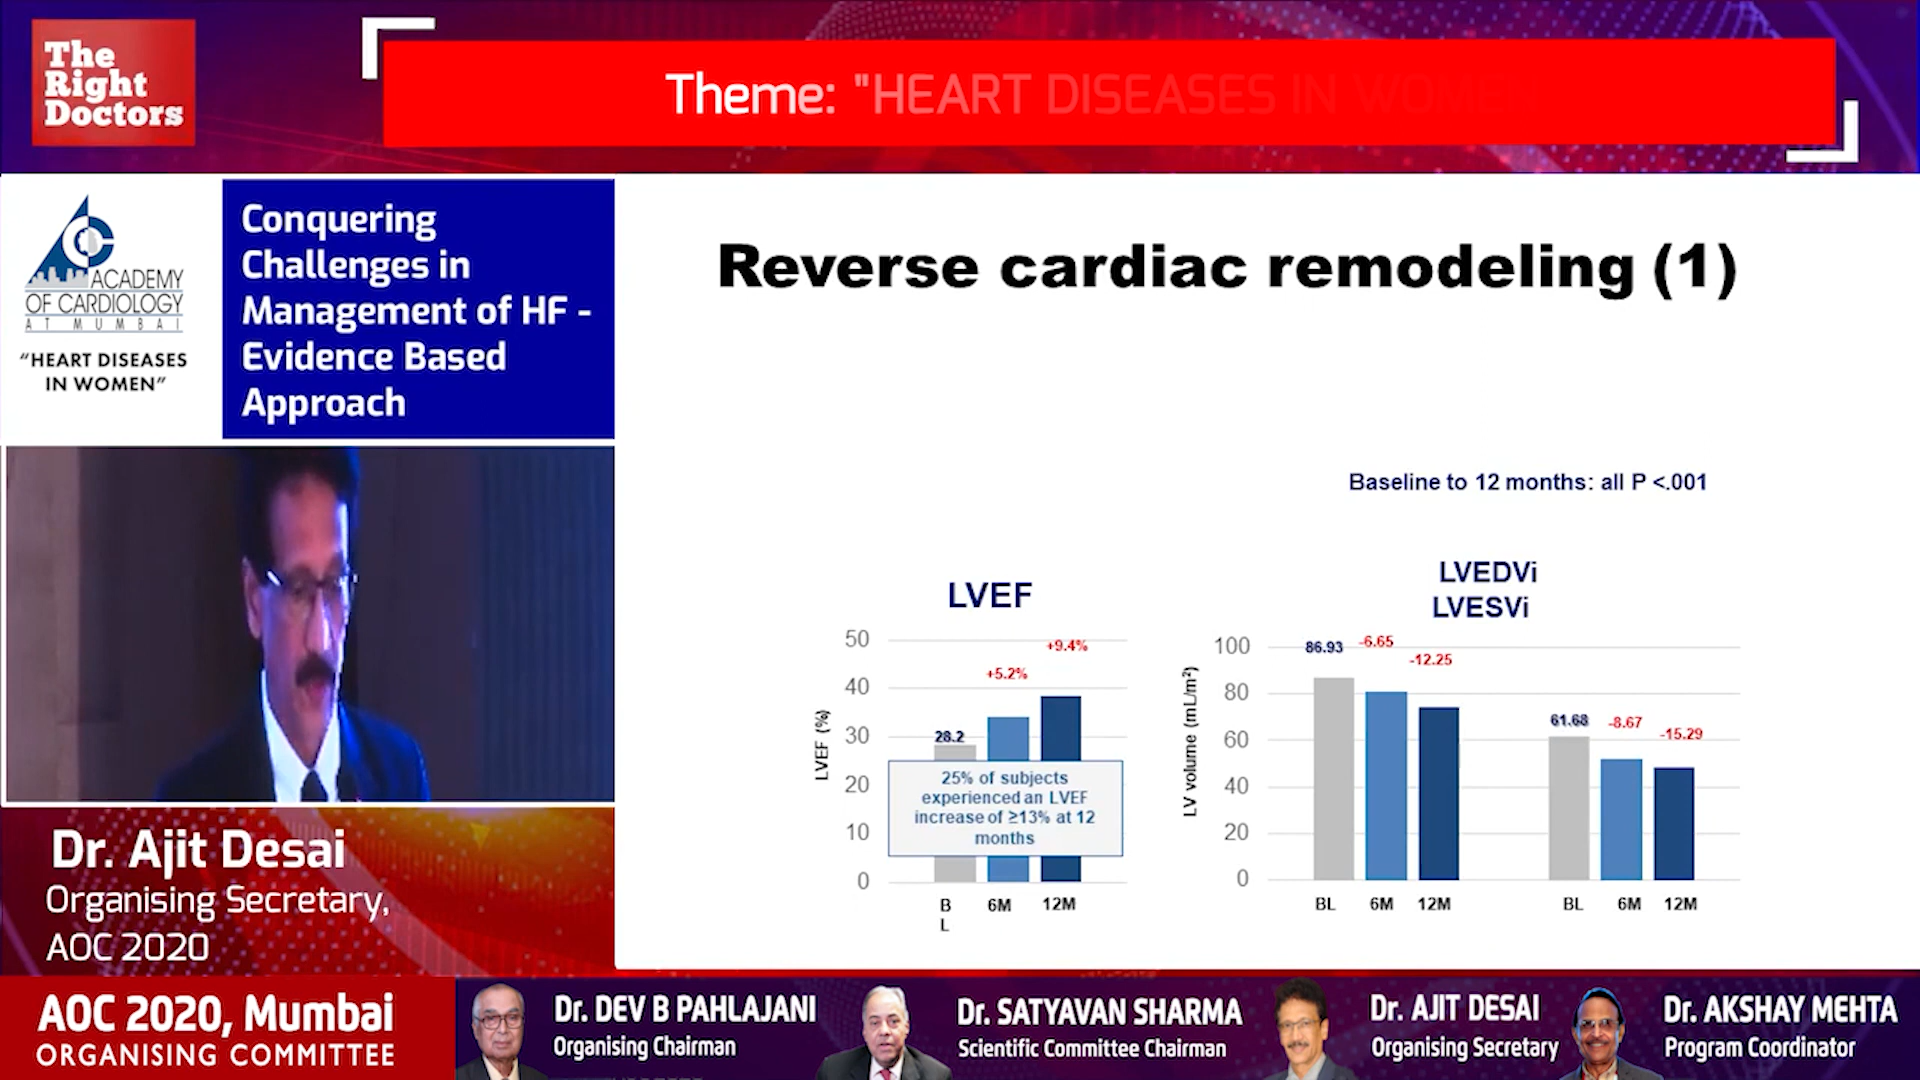 The
Right
Doctors
Theme: "HEART DISEASES IN WOMEN
ACADEMY
OF CARDIOLOGY
AT MUMBAI
“HEART DISEASES
IN WOMEN”
Conquering
Challenges in
Management of HF -
Evidence Based
Approach
Reverse cardiac remodeling (1)
Baseline to 12 months: all P <.001
LVEF
LVEF (%)
50
40
30
20
10
0
28.2
+5.2%
+9.4%
25% of subjects
experienced an LVEF
increase of ≥13% at 12
months
B
L
6M
12M
LVEDVi
LVESVi
LV volume (mL/m²)
100
80
60
40
20
0
86.93
-6.65
-12.25
61.68
-8.67
-15.29
BL
6M
12M
BL
6M
12M
Dr. Ajit Desai
Organising Secretary,
AOC 2020
AOC 2020, Mumbai
ORGANISING COMMITTEE
Dr. DEV B PAHLAJANI
Organising Chairman
Dr. SATYAVAN SHARMA
Scientific Committee Chairman
Dr. AJIT DESAI
Organising Secretary
Dr. AKSHAY MEHTA
Program Coordinator